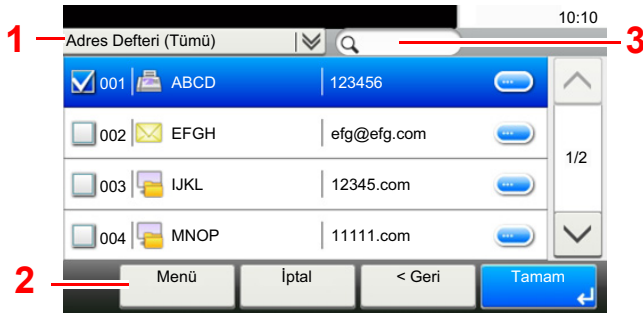 10:10
1 Adres Defteri (Tümü) 3
001 ABCD 123456
002 EFGH efg@efg.com
1/2
003 IJKL 12345.com
004 MNOP 11111.com
2 Menü İptal < Geri Tamam